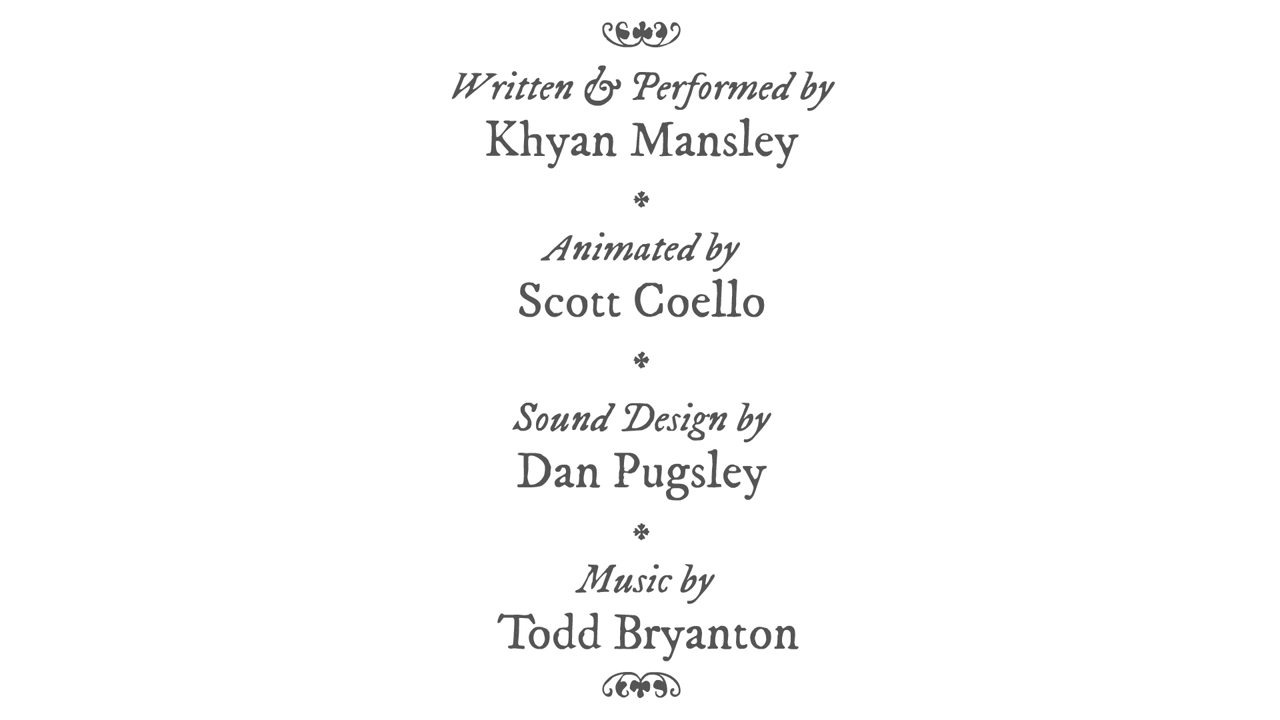 Written & Performed by
Khyan Mansley
Animated by
Scott Coello
Sound Design by
Dan Pugsley
Music by
Todd Bryanton